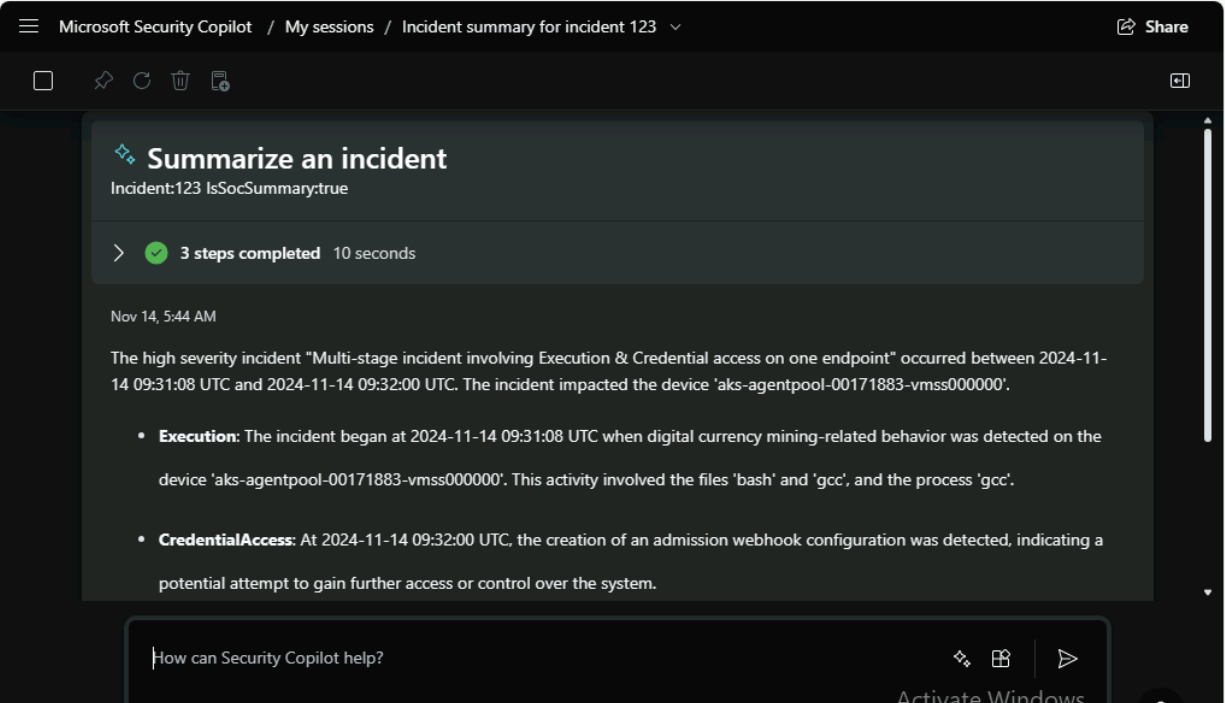 Microsoft Security Copilot / My sessions / Incident summary for incident 123
Share
Summarize an incident
Incident:123 IsSocSummary:true
3 steps completed 10 seconds
Nov 14, 5:44 AM
The high severity incident "Multi-stage incident involving Execution & Credential access on one endpoint" occurred between 2024-11-
14 09:31:08 UTC and 2024-11-14 09:32:00 UTC. The incident impacted the device 'aks-agentpool-00171883-vmss000000'.
• Execution: The incident began at 2024-11-14 09:31:08 UTC when digital currency mining-related behavior was detected on the
device 'aks-agentpool-00171883-vmss000000'. This activity involved the files 'bash' and 'gcc', and the process 'gcc'.
• CredentialAccess: At 2024-11-14 09:32:00 UTC, the creation of an admission webhook configuration was detected, indicating a
potential attempt to gain further access or control over the system.
How can Security Copilot help?
Activate Windows